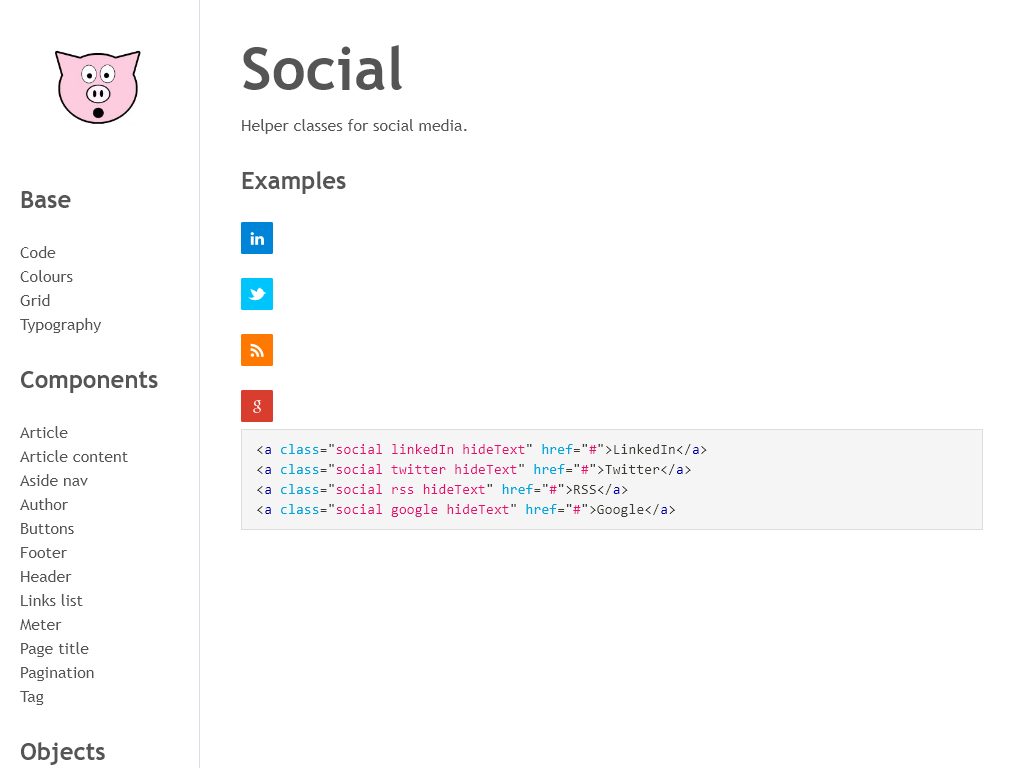 Base
Code
Colours
Grid
Typography
Components
Article
Article content
Aside nav
Author
Buttons
Footer
Header
Links list
Meter
Page title
Pagination
Tag
Objects
Social
Helper classes for social media.
Examples
in
g
<a class="social linkedIn hideText" href="#">LinkedIn</a>
<a class="social twitter hideText" href="#">Twitter</a>
<a class="social rss hideText" href="#">RSS</a>
<a class="social google hideText" href="#">Google</a>